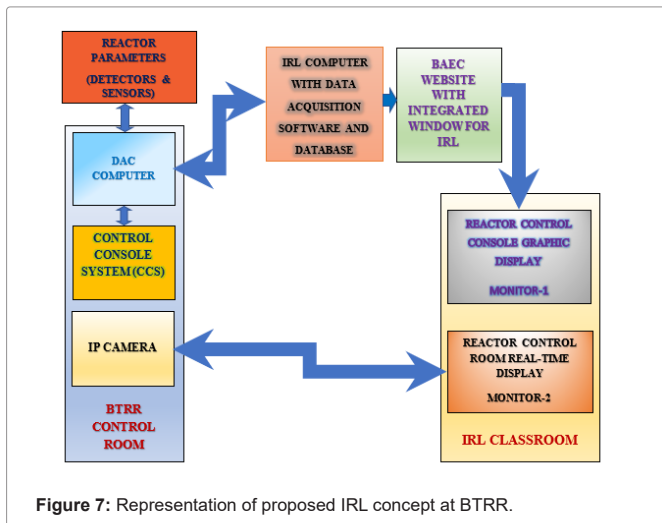 REACTOR
PARAMETERS
(DETECTORS &
SENSORS)
DAC
COMPUTER
CONTROL
CONSOLE
SYSTEM (CCS)
IP CAMERA
BTRR
CONTROL
ROOM
IRL COMPUTER
WITH DATA
ACQUISITION
SOFTWARE AND
DATABASE
BAEC
WEBSITE
WITH
INTEGRATED
WINDOW FOR
IRL
REACTOR CONTROL
CONSOLE GRAPHIC
DISPLAY
MONITOR-1
REACTOR CONTROL
ROOM REAL-TIME
DISPLAY
MONITOR-2
IRL CLASSROOM
Figure 7: Representation of proposed IRL concept at BTRR.